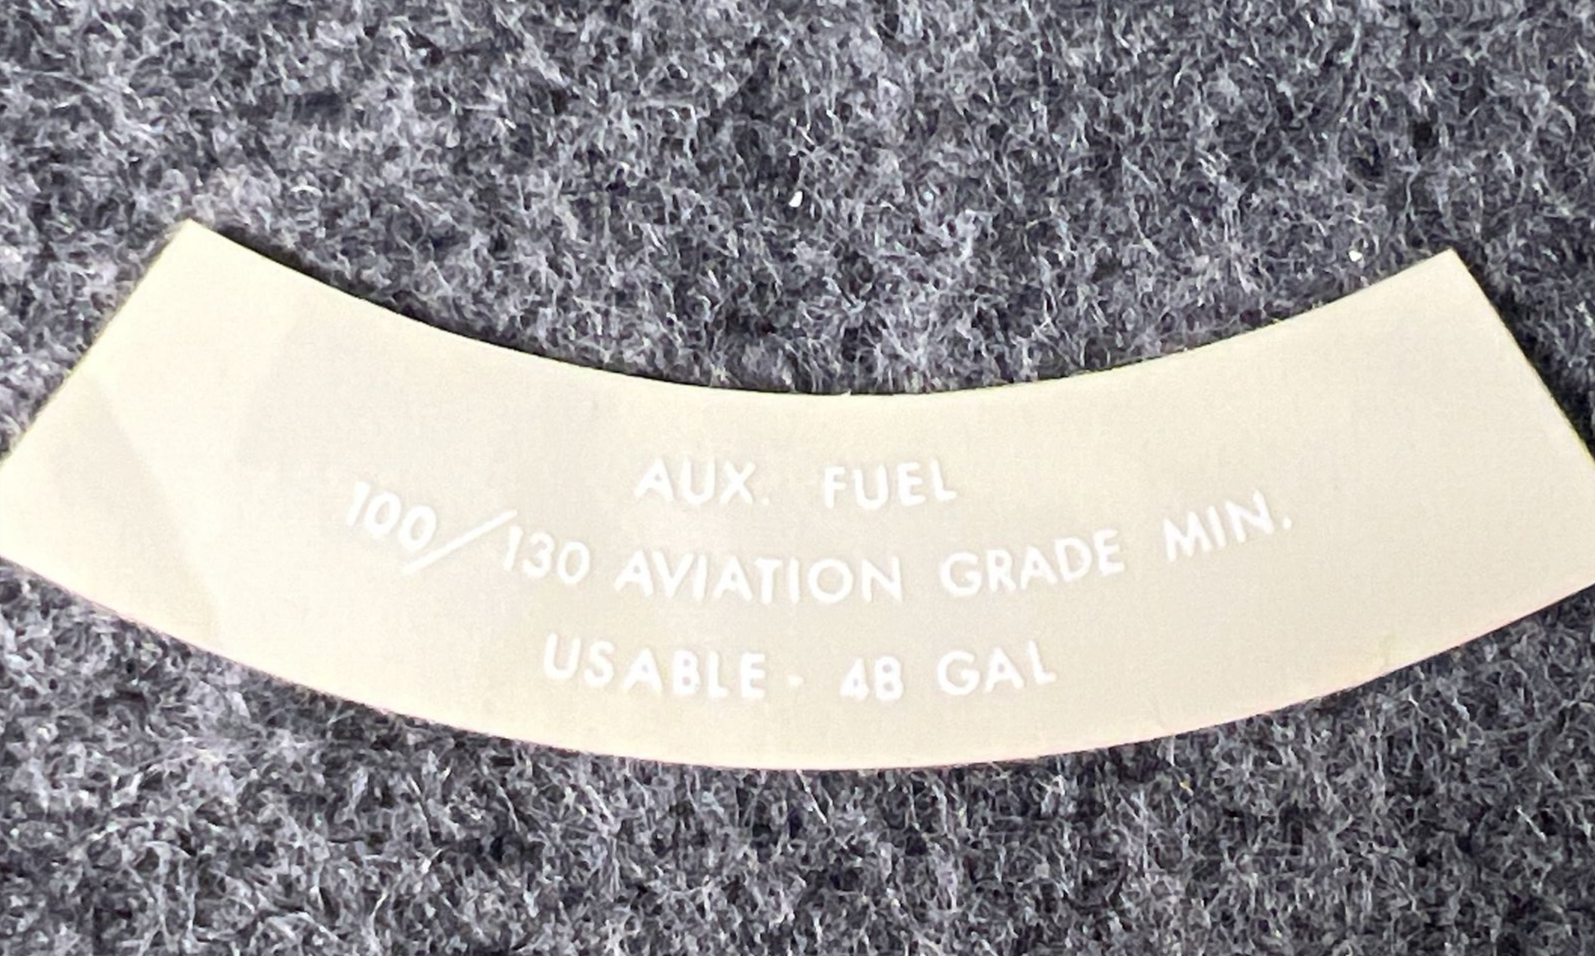 AUX. FUEL
100/130 AVIATION GRADE MIN.
USABLE - 48 GAL